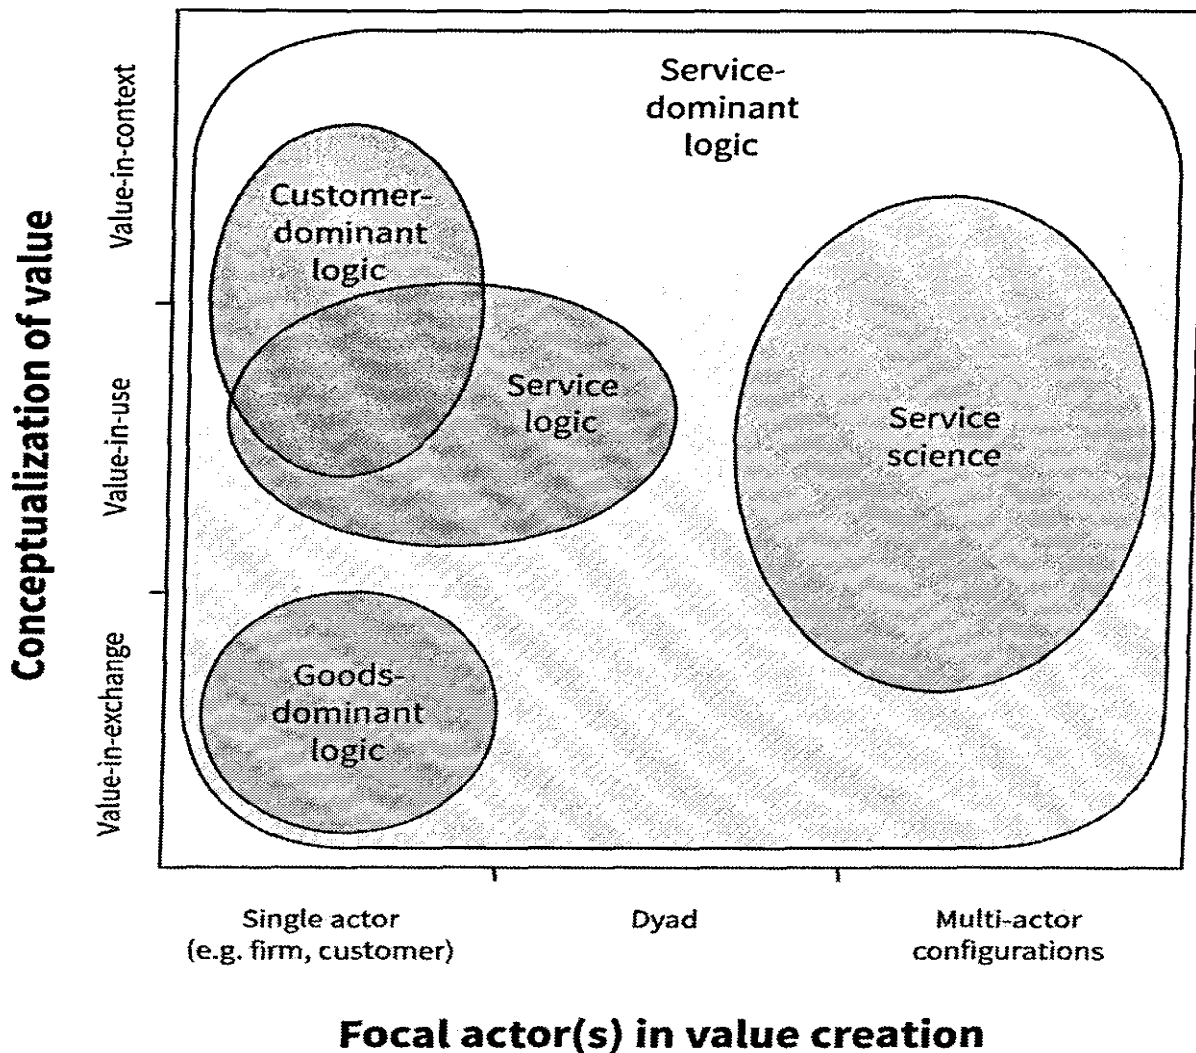 Service-
dominant
logic
Customer-
dominant
logic
Service
logic
Service
science
Goods-
dominant
logic
Conceptualization of value
Value-in-context
Value-in-use
Value-in-exchange
Single actor
(e.g. firm, customer)
Dyad
Multi-actor
configurations
Focal actor(s) in value creation